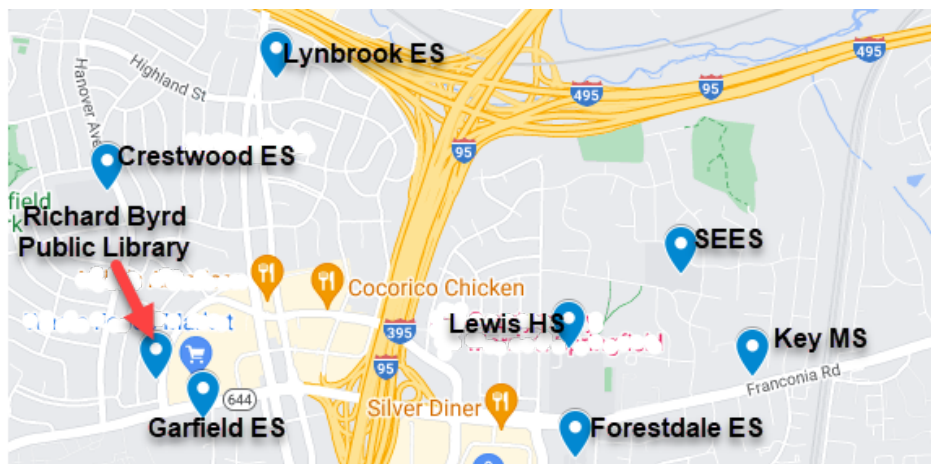 Lynbrook ES
495
Highland St
Hanover Ave
495
95
Crestwood ES
95
field
Richard Byrd
Public Library
SEES
Cocorico Chicken
Lewis HS
395
Key MS
95
Franconia Rd
644
Silver Diner
Garfield ES
Forestdale ES